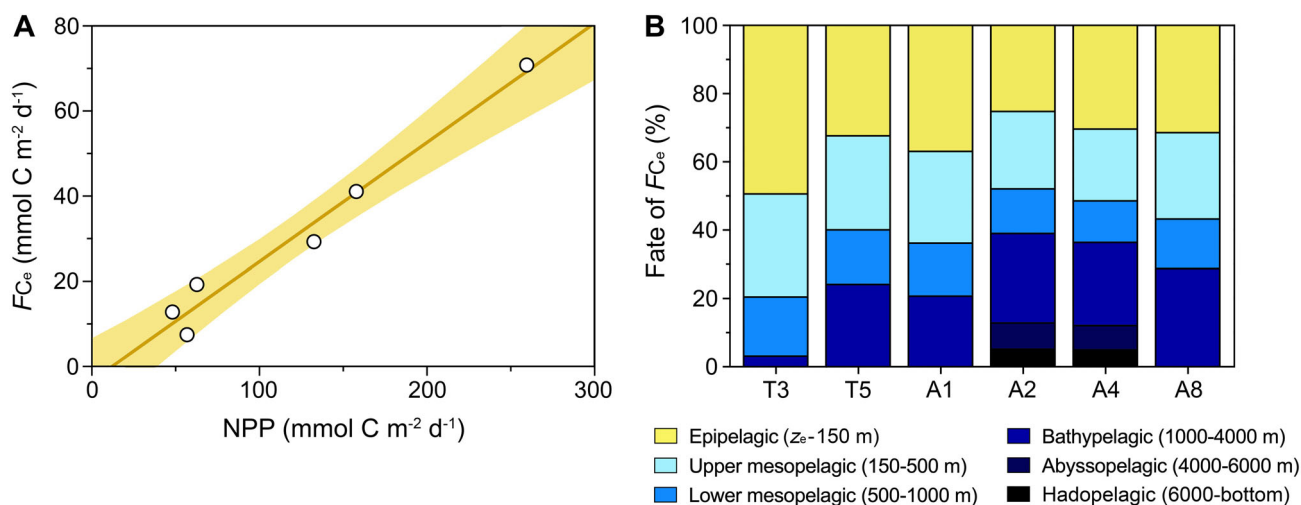 A
80
60
40
20
0
FCₑ (mmol C m⁻² d⁻¹)
0 100 200 300
NPP (mmol C m⁻² d⁻¹)
B
100
80
60
40
20
0
Fate of FCₑ (%)
T3 T5 A1 A2 A4 A8
Epipelagic (zₑ-150 m)
Upper mesopelagic (150-500 m)
Lower mesopelagic (500-1000 m)
Bathypelagic (1000-4000 m)
Abyssopelagic (4000-6000 m)
Hadopelagic (6000-bottom)